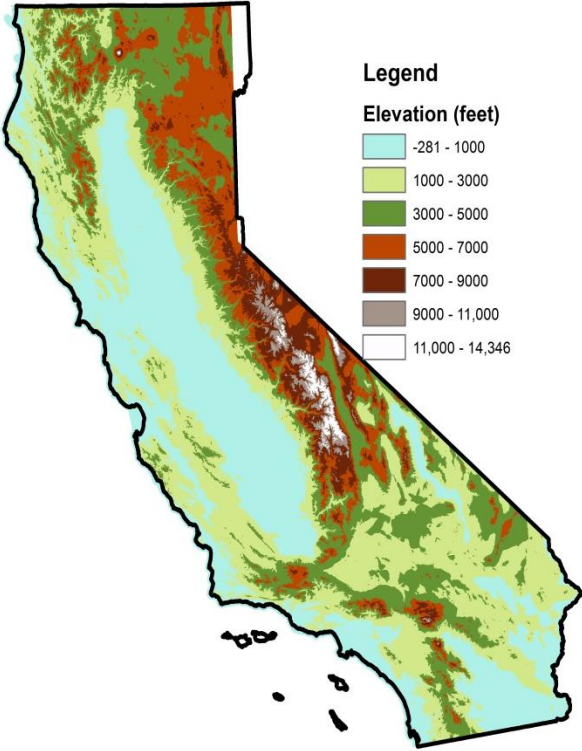 Legend
Elevation (feet)
-281 - 1000
1000 - 3000
3000 - 5000
5000 - 7000
7000 - 9000
9000 - 11,000
11,000 - 14,346